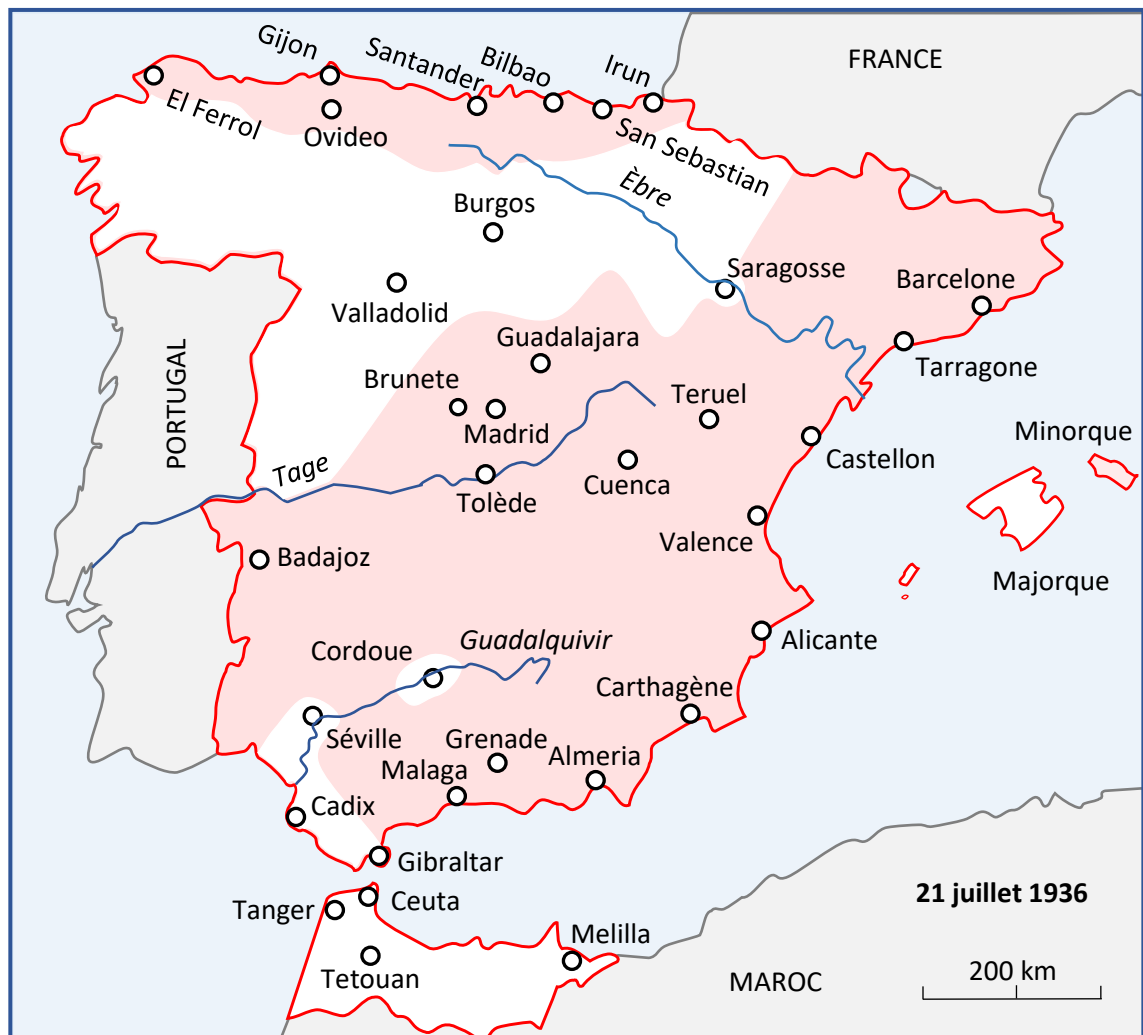 Gijon
Santander
Bilbao
Irun
FRANCE
El Ferrol
Ovideo
San Sebastian
Èbre
Burgos
Saragosse
Barcelone
Valladolid
Guadalajara
Tarragone
PORTUGAL
Brunete
Madrid
Teruel
Minorque
Castellon
Tage
Tolède
Cuenca
Valence
Badajoz
Majorque
Guadalquivir
Alicante
Cordoue
Carthagène
Séville
Grenade
Almeria
Malaga
Cadix
Gibraltar
Ceuta
21 juillet 1936
Tanger
Melilla
Tetouan
MAROC
200 km